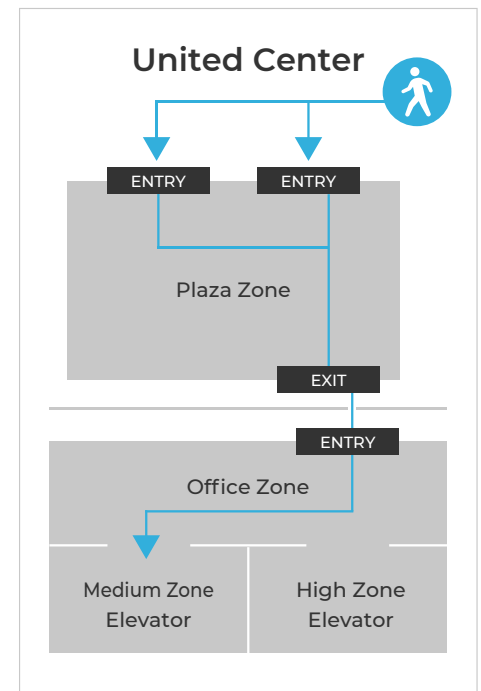 United Center
ENTRY
ENTRY
Plaza Zone
EXIT
ENTRY
Office Zone
Medium Zone
Elevator
High Zone
Elevator